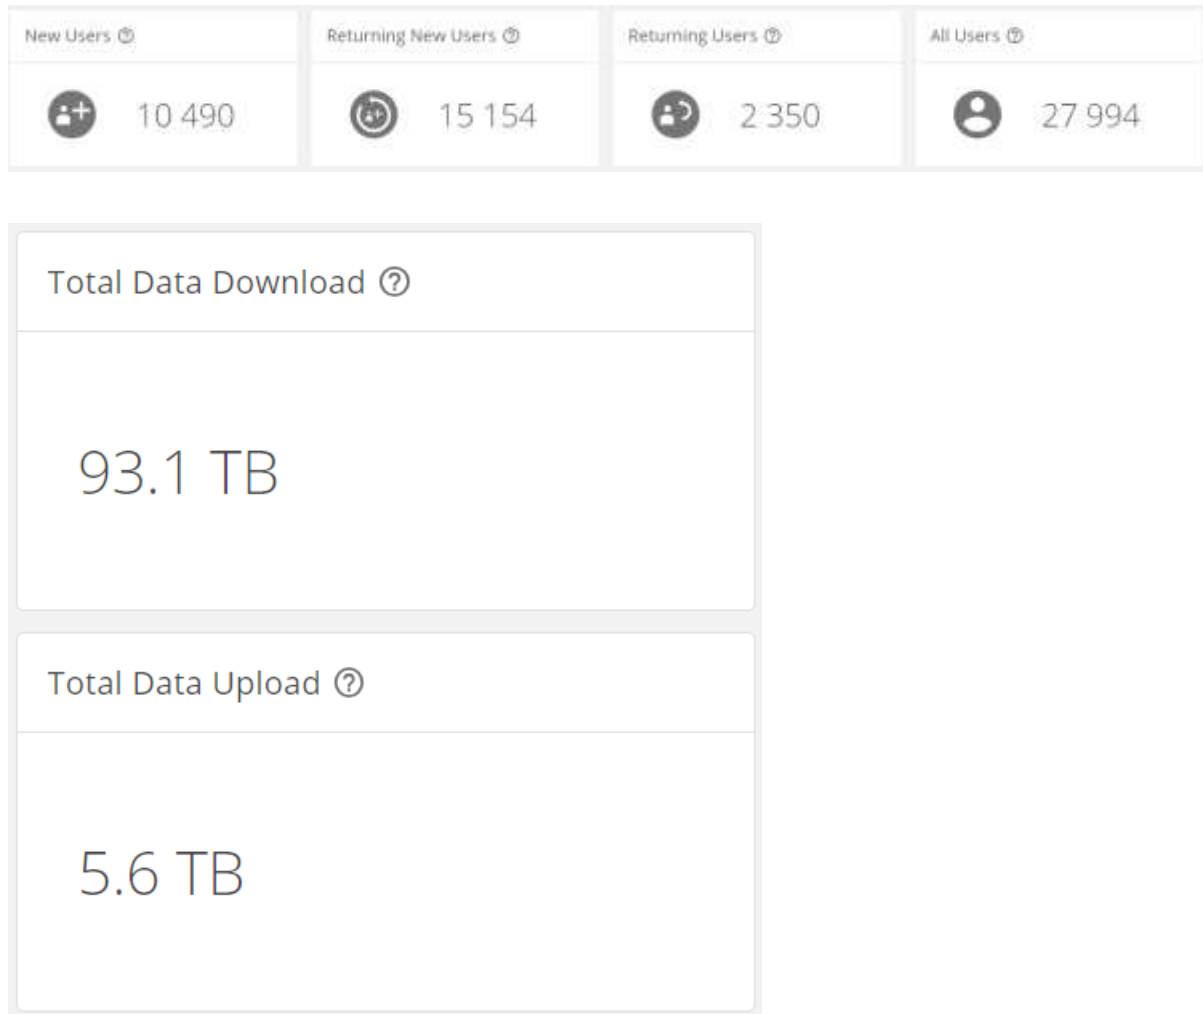 New Users
Returning New Users
Returning Users
All Users
10 490
15 154
2 350
27 994
Total Data Download
93.1 TB
Total Data Upload
5.6 TB